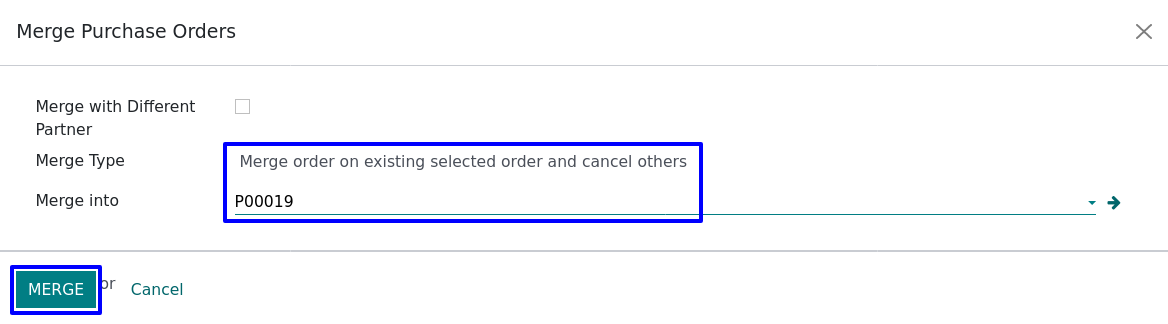 Merge Purchase Orders
Merge with Different
Partner
Merge Type
Merge order on existing selected order and cancel others
Merge into
P00019
MERGE or Cancel